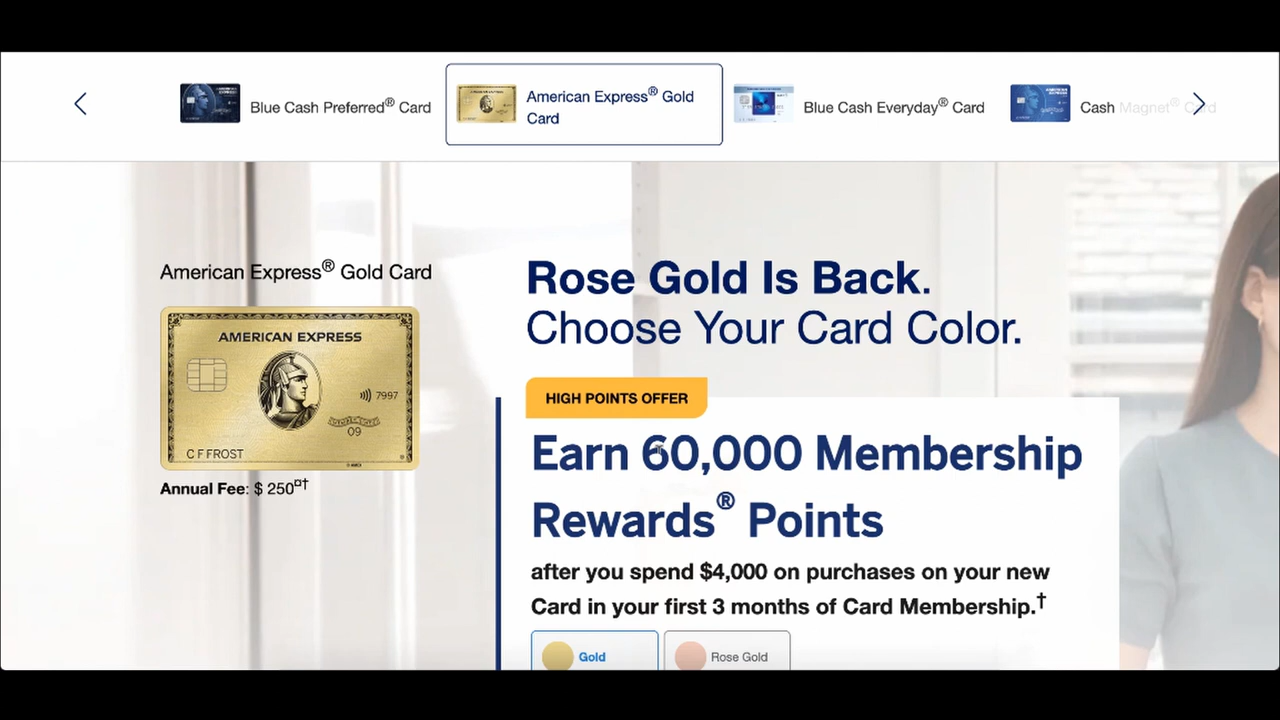 Blue Cash Preferred® Card
American Express® Gold
Card
Blue Cash Everyday® Card
Cash Magnet® Card
American Express® Gold Card
AMERICAN EXPRESS
7997
09
C F FROST
Annual Fee: $ 250¤†
Rose Gold Is Back.
Choose Your Card Color.
HIGH POINTS OFFER
Earn 60,000 Membership
Rewards® Points
after you spend $4,000 on purchases on your new
Card in your first 3 months of Card Membership.†
Gold
Rose Gold